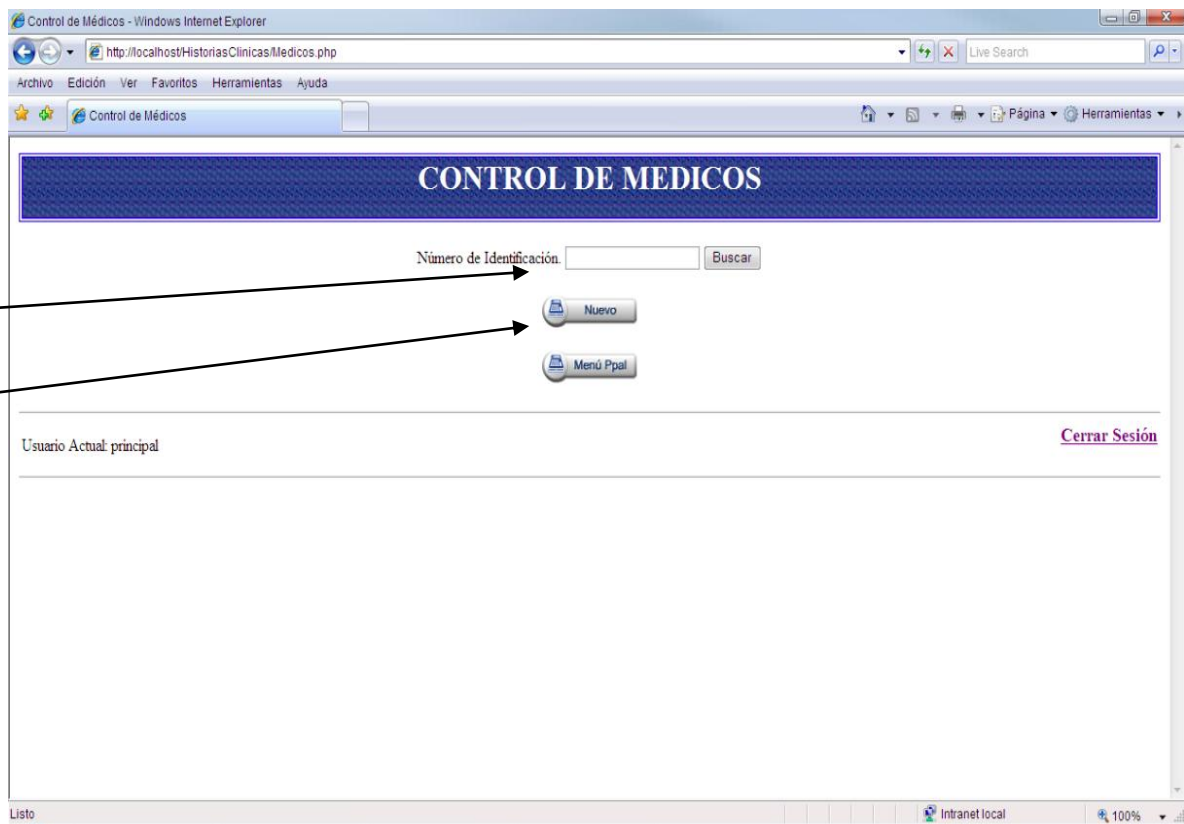 Control de Médicos - Windows Internet Explorer
http://localhost/HistoriasClinicas/Medicos.php
Live Search
Archivo Edición Ver Favoritos Herramientas Ayuda
Control de Médicos
Página Herramientas
CONTROL DE MEDICOS
Número de Identificación. Buscar
Nuevo
Menú Ppal
Cerrar Sesión
Usuario Actual: principal
Listo Intranet local 100%